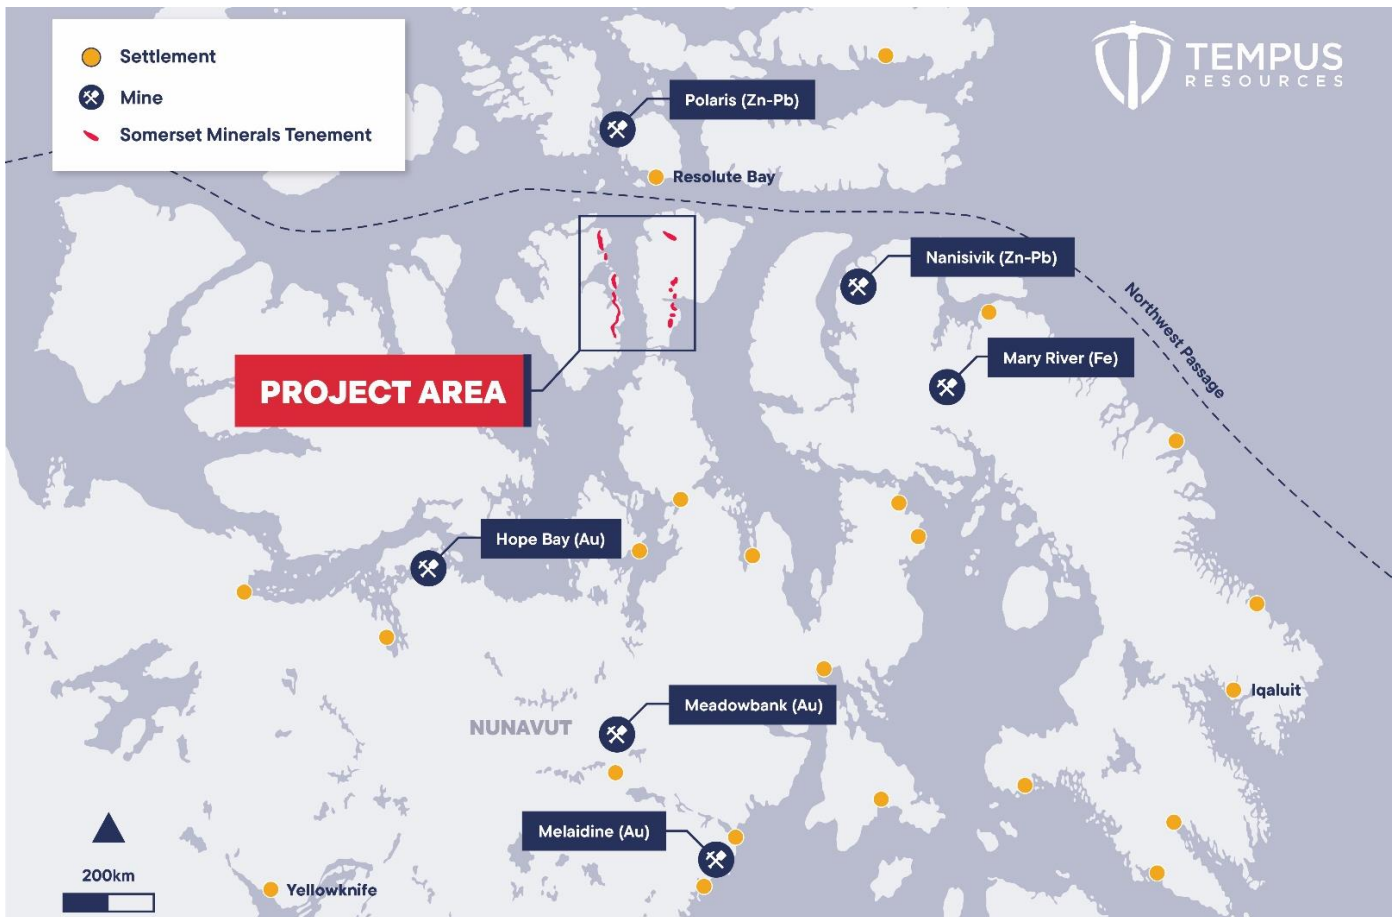 Settlement
Mine
Somerset Minerals Tenement
TEMPUS
RESOURCES
Polaris (Zn-Pb)
Resolute Bay
Nanisivik (Zn-Pb)
Northwest Passage
Mary River (Fe)
PROJECT AREA
Hope Bay (Au)
Iqaluit
Meadowbank (Au)
NUNAVUT
Melaidine (Au)
200km
Yellowknife